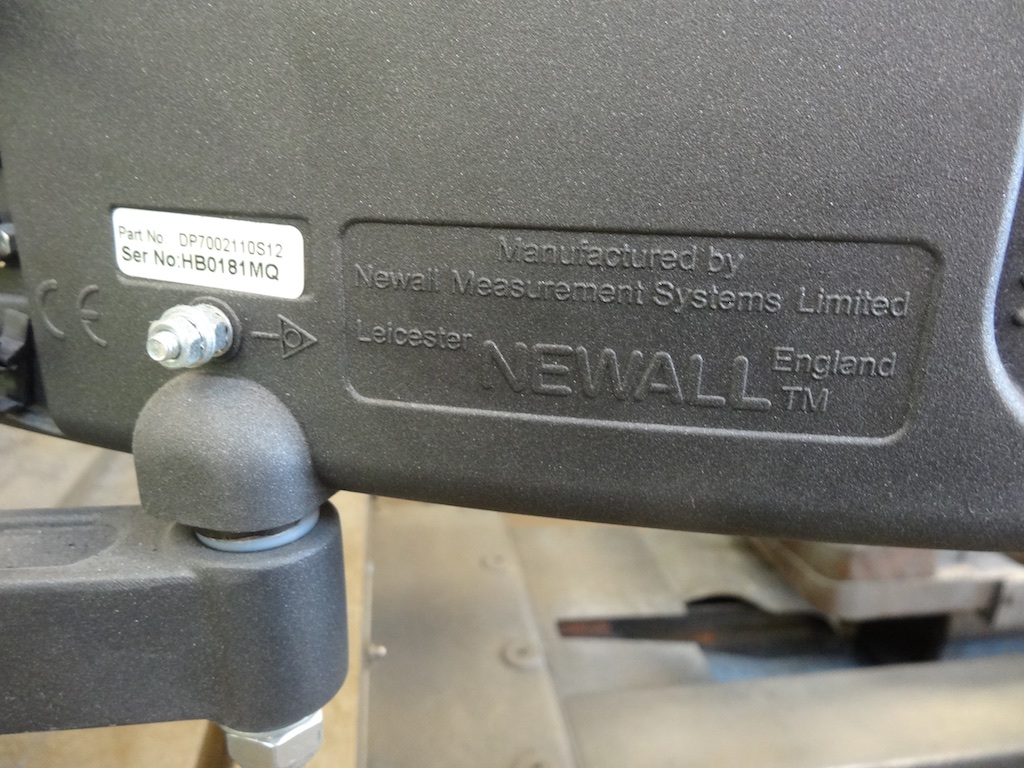 Part No DP7002110S12
Ser No:HB0181MQ
CE
Manufactured by
Newall Measurement Systems Limited
Leicester
England
NEWALL TM